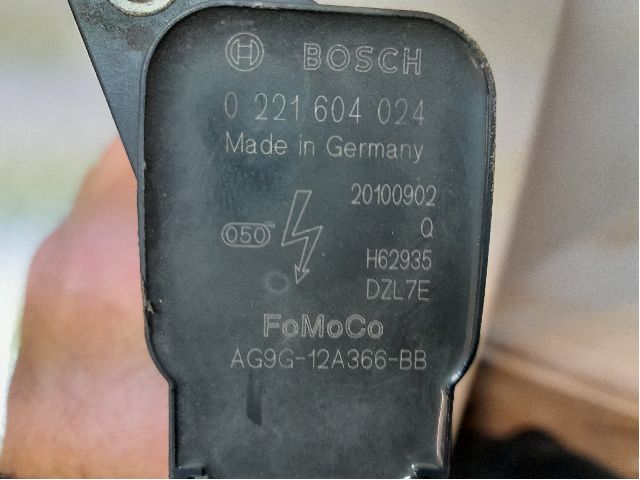 BOSCH
0 221 604 024
Made in Germany
20100902
050
Q
H62935
DZL7E
FoMoCo
AG9G-12A366-BB